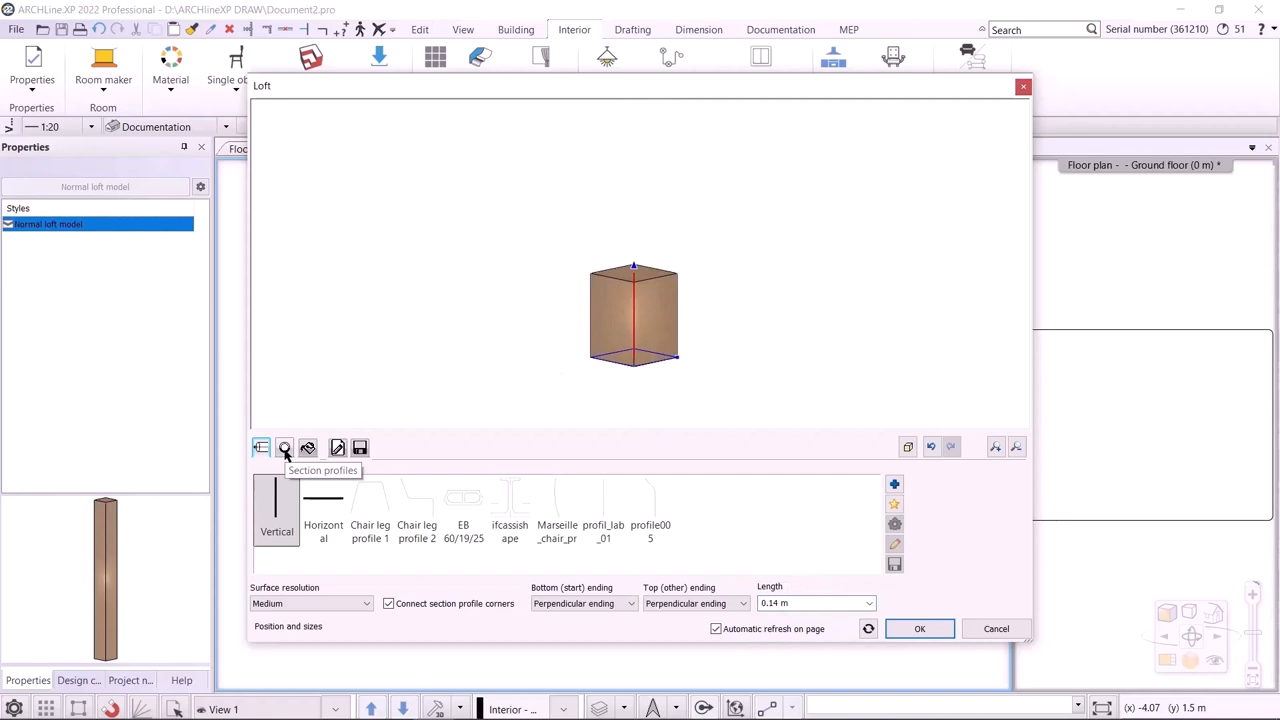 ARCHLine.XP 2022 Professional - ARCHlineXP DRAW/Document2.pro
File
Edit
View
Building
Interior
Drafting
Dimension
Documentation
MEP
Search
Serial number (361210)
51
Properties
Room maker
Material
Properties
Room
Loft
1:20
Documentation
Properties
Floor plan - - Ground floor (0 m) *
Normal loft model
Styles
Normal loft model
Section profiles
Vertical
Horizont
al
Chair leg
profile 1
Chair leg
profile 2
EB
60/19/25
ifcassish
ape
Marseille
_chair_pr
profil_lab
_01
profile00
5
Surface resolution
Medium
Connect section profile corners
Bottom (start) ending
Perpendicular ending
Top (other) ending
Perpendicular ending
Length
0.14 m
Position and sizes
Automatic refresh on page
OK
Cancel
Properties
Design c...
Project n...
Help
View 1
Interior - ...
(x) -4.07 (y) 1.5 m